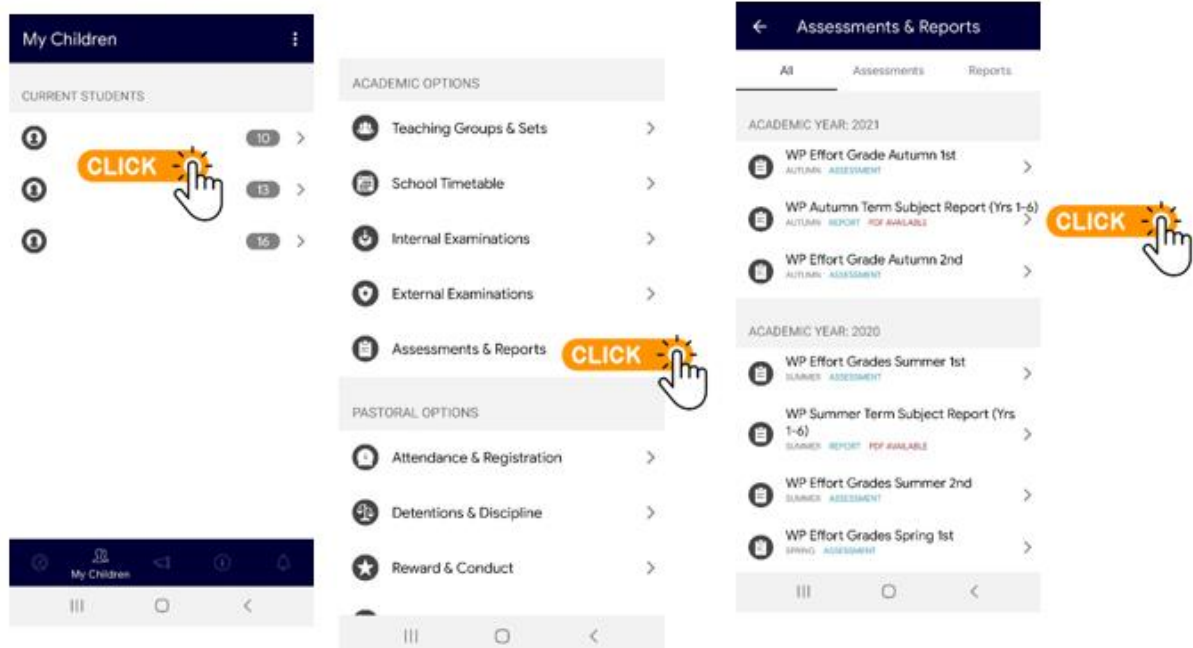 My Children
CURRENT STUDENTS
10
CLICK
13
16
My Children
ACADEMIC OPTIONS
Teaching Groups & Sets
School Timetable
Internal Examinations
External Examinations
Assessments & Reports
CLICK
PASTORAL OPTIONS
Attendance & Registration
Detentions & Discipline
Reward & Conduct
Assessments & Reports
All Assessments Reports
ACADEMIC YEAR: 2021
WP Effort Grade Autumn 1st
AUTUMN ASSESSMENT
WP Autumn Term Subject Report (Yrs 1-6)
AUTUMN REPORT PDF AVAILABLE
CLICK
WP Effort Grade Autumn 2nd
AUTUMN ASSESSMENT
ACADEMIC YEAR: 2020
WP Effort Grades Summer 1st
SUMMER ASSESSMENT
WP Summer Term Subject Report (Yrs
1-6)
SUMMER REPORT PDF AVAILABLE
WP Effort Grades Summer 2nd
SUMMER ASSESSMENT
WP Effort Grades Spring 1st
SPRING ASSESSMENT